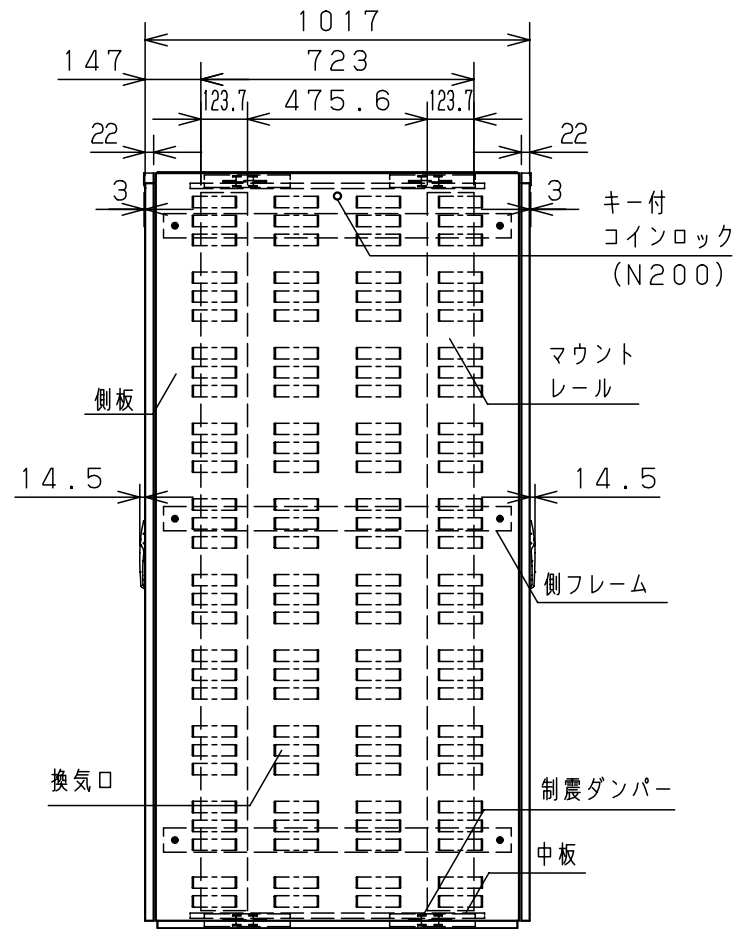 1017
147
723
123.7
475.6
123.7
22
22
3
3
キー付
コインロック
(N200)
マウント
レール
側板
14.5
14.5
側フレーム
換気口
制震ダンパー
中板